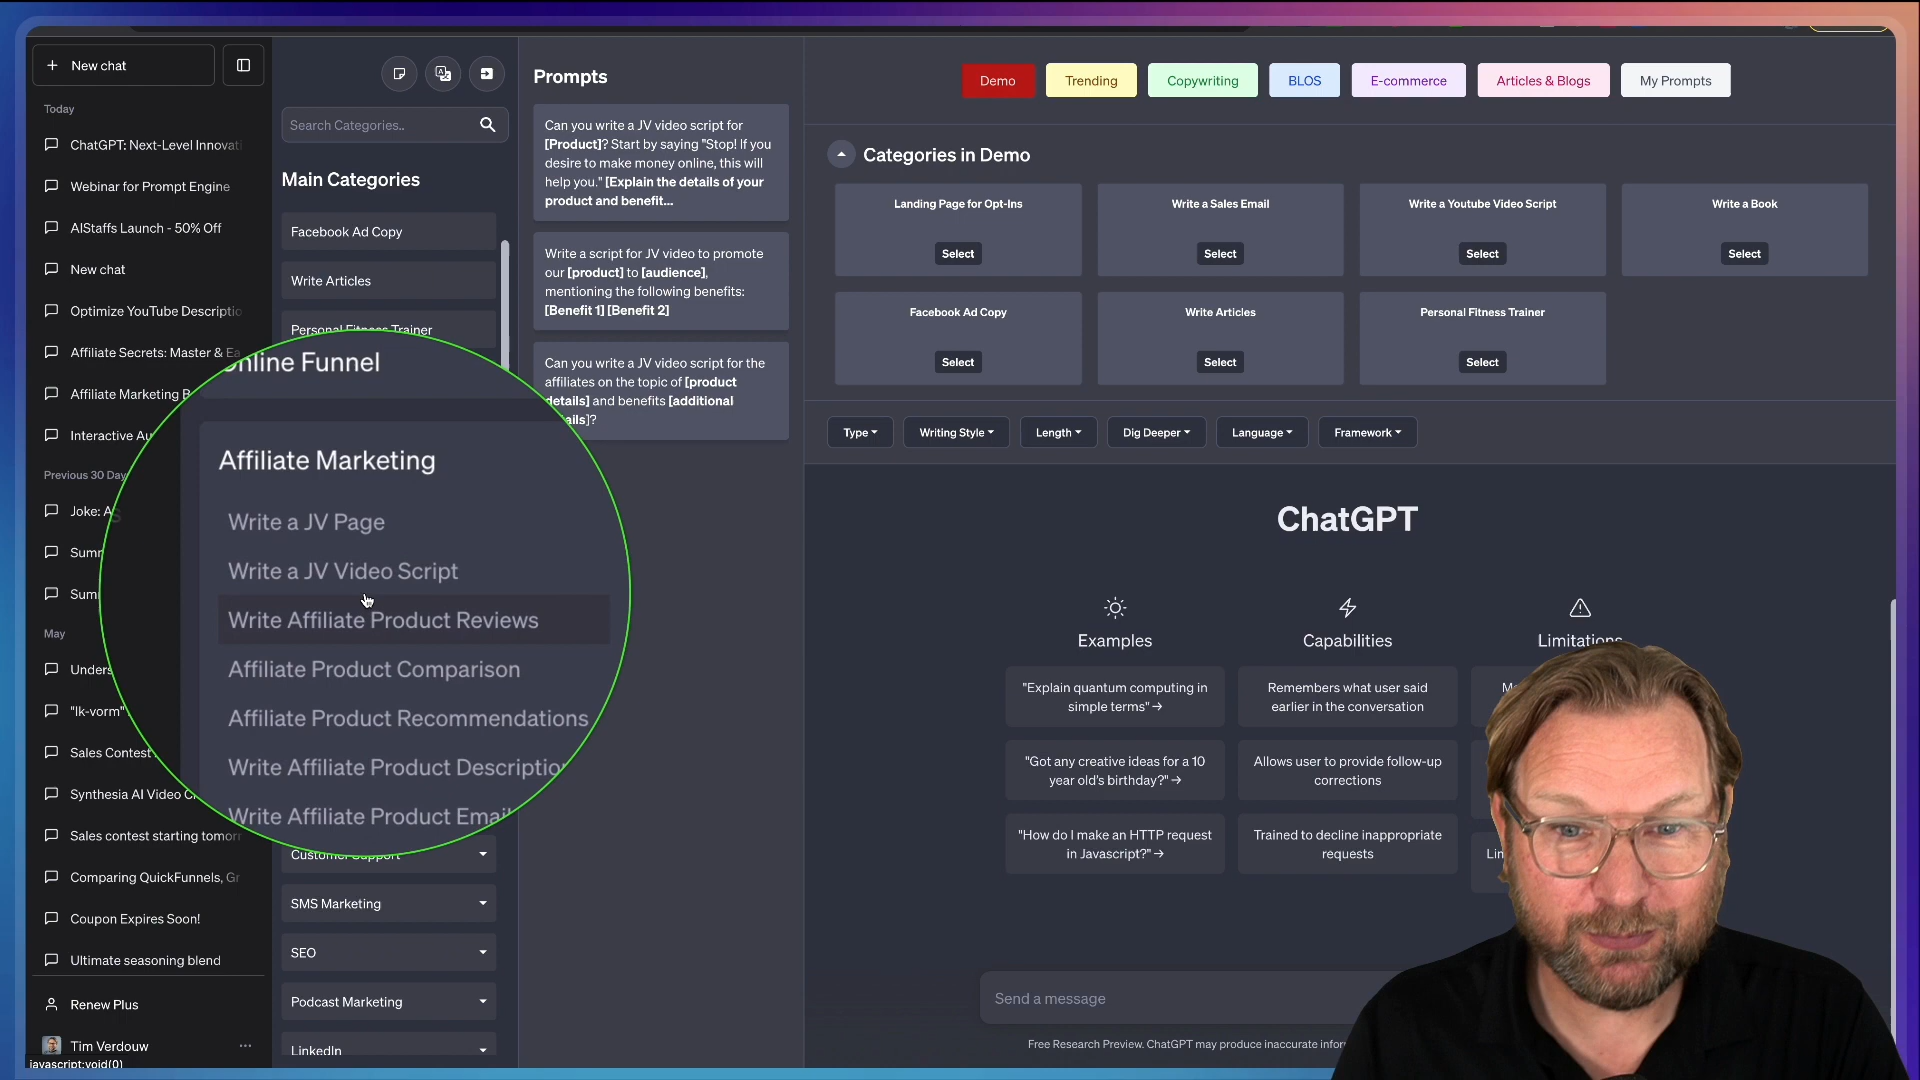 New chat
Today
ChatGPT: Next-Level Innovati
Webinar for Prompt Engine
AIStaffs Launch - 50% Off
New chat
Optimize YouTube Descriptio
Affiliate Secrets: Master & Ea
Affiliate Marketing B
Interactive Au
Previous 30 Day
Joke: A
Summ
Sum
May
Unders
"Ik-vorm"
Sales Contest
Synthesia AI Video C
Sales contest starting tomorr
Comparing QuickFunnels, Gr
Coupon Expires Soon!
Ultimate seasoning blend
Renew Plus
Tim Verdouw
javascript:void(0)
Search Categories..
Main Categories
Facebook Ad Copy
Write Articles
Personal Fitness Trainer
Online Funnel
Affiliate Marketing
Write a JV Page
Write a JV Video Script
Write Affiliate Product Reviews
Affiliate Product Comparison
Affiliate Product Recommendations
Write Affiliate Product Description
Write Affiliate Product Email
Customer Support
SMS Marketing
SEO
Podcast Marketing
LinkedIn
Prompts
Can you write a JV video script for
[Product]? Start by saying "Stop! If you
desire to make money online, this will
help you." [Explain the details of your
product and benefit...
Write a script for JV video to promote
our [product] to [audience],
mentioning the following benefits:
[Benefit 1] [Benefit 2]
Can you write a JV video script for the
affiliates on the topic of [product
details] and benefits [additional
ails]?
Demo
Trending
Copywriting
BLOS
E-commerce
Articles & Blogs
My Prompts
Categories in Demo
Landing Page for Opt-Ins
Select
Write a Sales Email
Select
Write a Youtube Video Script
Select
Write a Book
Select
Facebook Ad Copy
Select
Write Articles
Select
Personal Fitness Trainer
Select
Type
Writing Style
Length
Dig Deeper
Language
Framework
ChatGPT
Examples
"Explain quantum computing in
simple terms" →
"Got any creative ideas for a 10
year old's birthday?" →
"How do I make an HTTP request
in Javascript?" →
Capabilities
Remembers what user said
earlier in the conversation
Allows user to provide follow-up
corrections
Trained to decline inappropriate
requests
Limitations
M
Lin
Send a message
Free Research Preview. ChatGPT may produce inaccurate infor